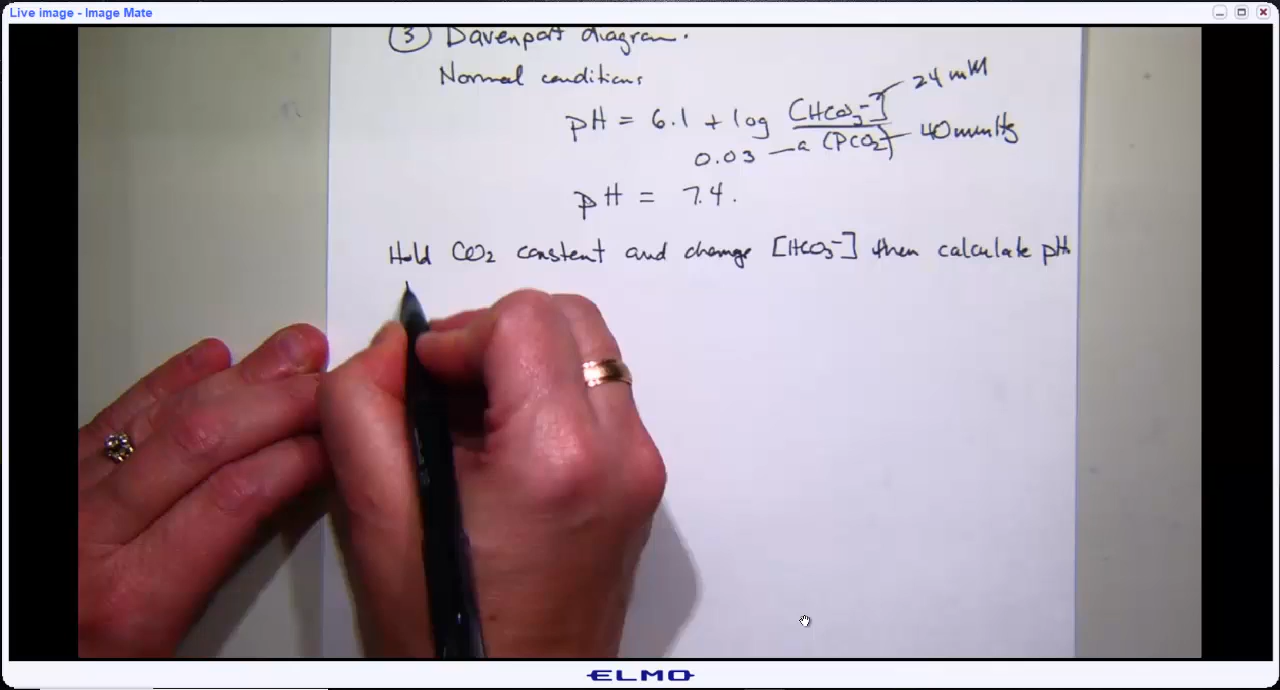 Live image - Image Mate
③ Davenport diagram.
Normal conditions
pH = 6.1 + log [HCO₃⁻] 24 mM
0.03 a (PCO₂) 40 mmHg
pH = 7.4.
Hold CO₂ constent and change [HCO₃⁻] then calculate pH
ELMO